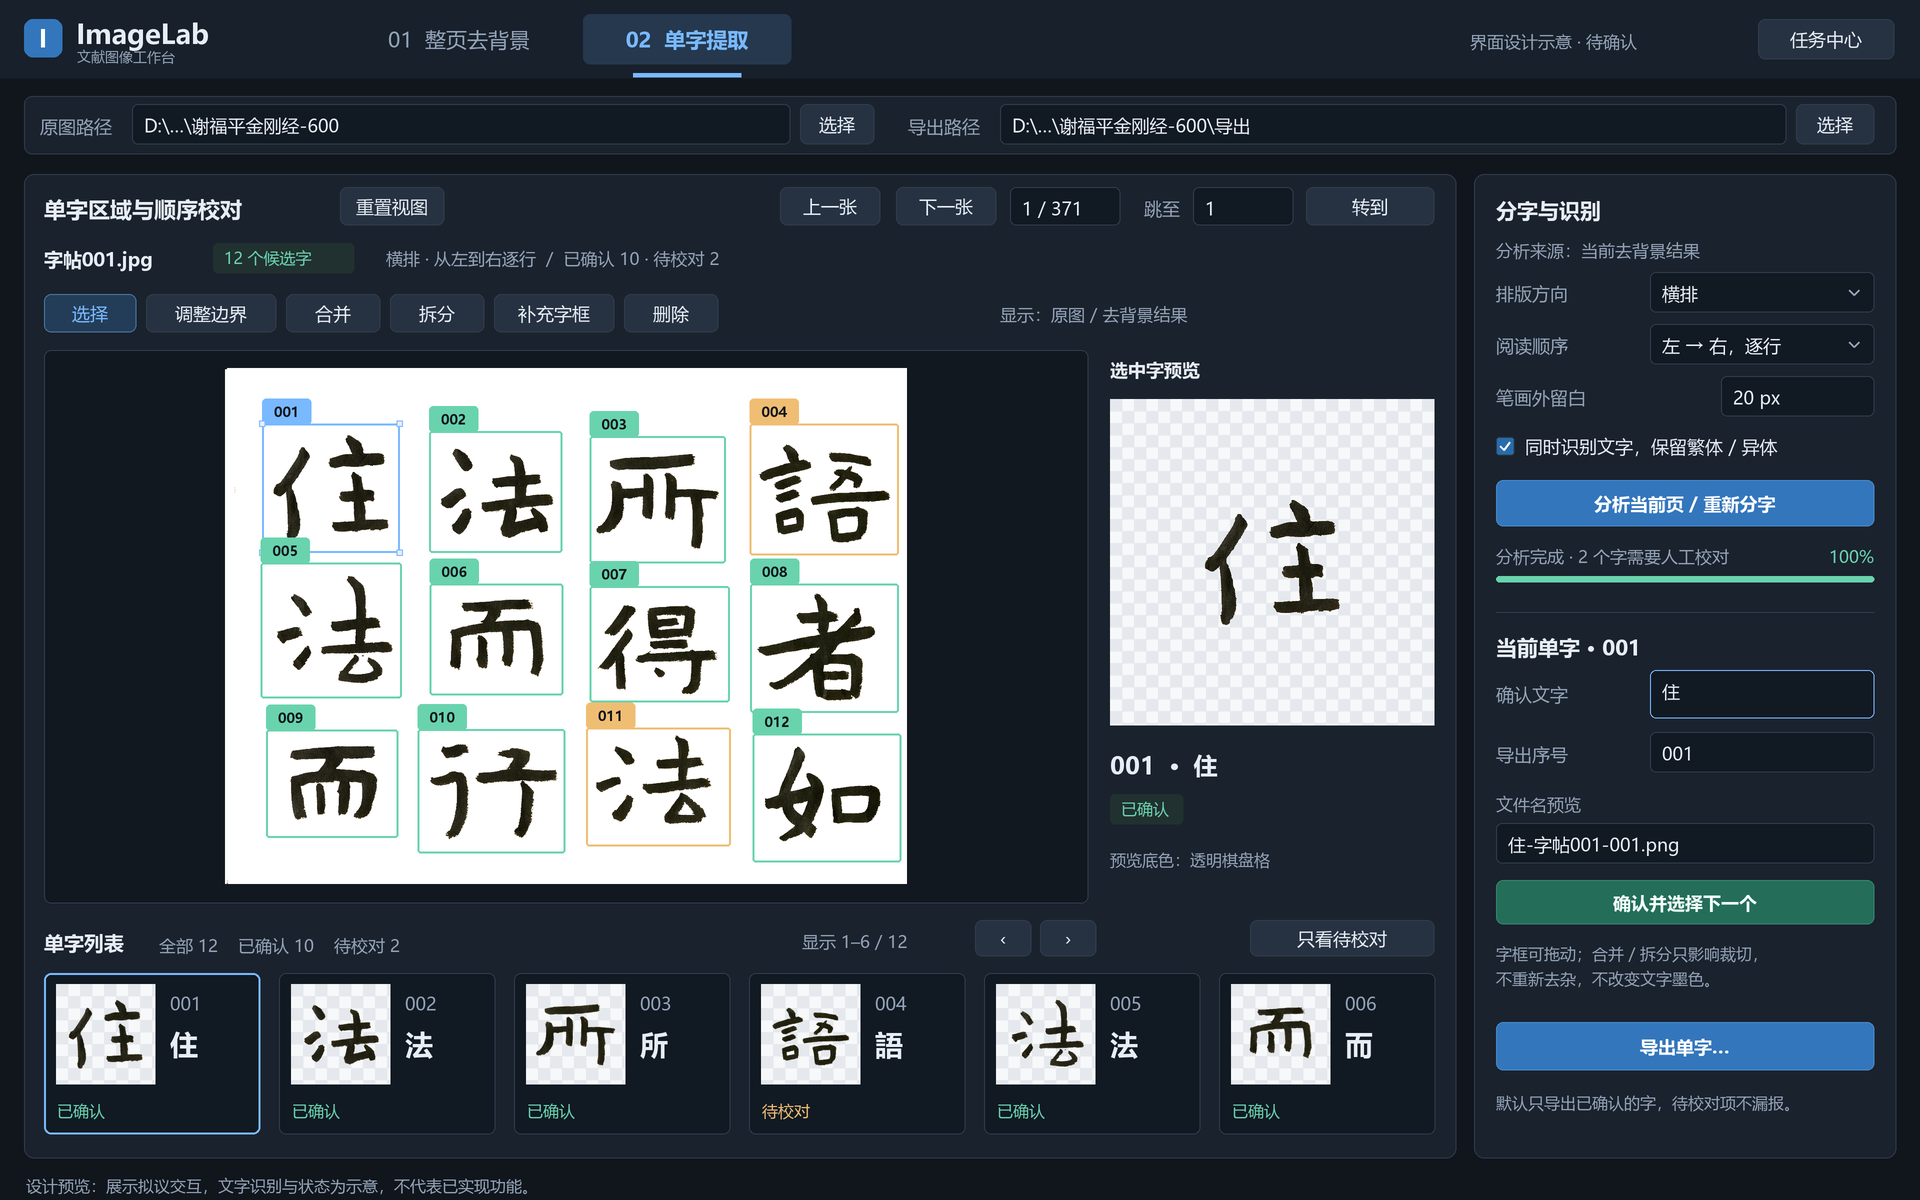 I ImageLab
文献图像工作台
01 整页去背景
02 单字提取
界面设计示意 · 待确认
任务中心
原图路径
D:\...\谢福平金刚经-600
选择
导出路径
D:\...\谢福平金刚经-600\导出
选择
单字区域与顺序校对
重置视图
上一张
下一张
1 / 371
跳至
1
转到
字帖001.jpg
12 个候选字
横排 · 从左到右逐行 / 已确认 10 · 待校对 2
选择
调整边界
合并
拆分
补充字框
删除
显示：原图 / 去背景结果
001 002 003 004
住 法 所 語
005 006 007 008
法 而 得 者
009 010 011 012
而 行 法 如
选中字预览
住
001 • 住
已确认
预览底色：透明棋盘格
单字列表
全部 12 已确认 10 待校对 2
显示 1–6 / 12
‹ ›
只看待校对
住 001 住 已确认
法 002 法 已确认
所 003 所 已确认
語 004 語 待校对
法 005 法 已确认
而 006 而 已确认
分字与识别
分析来源：当前去背景结果
排版方向 横排
阅读顺序 左 → 右，逐行
笔画外留白 20 px
同时识别文字，保留繁体 / 异体
分析当前页 / 重新分字
分析完成 · 2 个字需要人工校对 100%
当前单字 • 001
确认文字 住
导出序号 001
文件名预览
住-字帖001-001.png
确认并选择下一个
字框可拖动；合并 / 拆分只影响裁切，
不重新去杂，不改变文字墨色。
导出单字...
默认只导出已确认的字，待校对项不漏报。
设计预览：展示拟议交互，文字识别与状态为示意，不代表已实现功能。